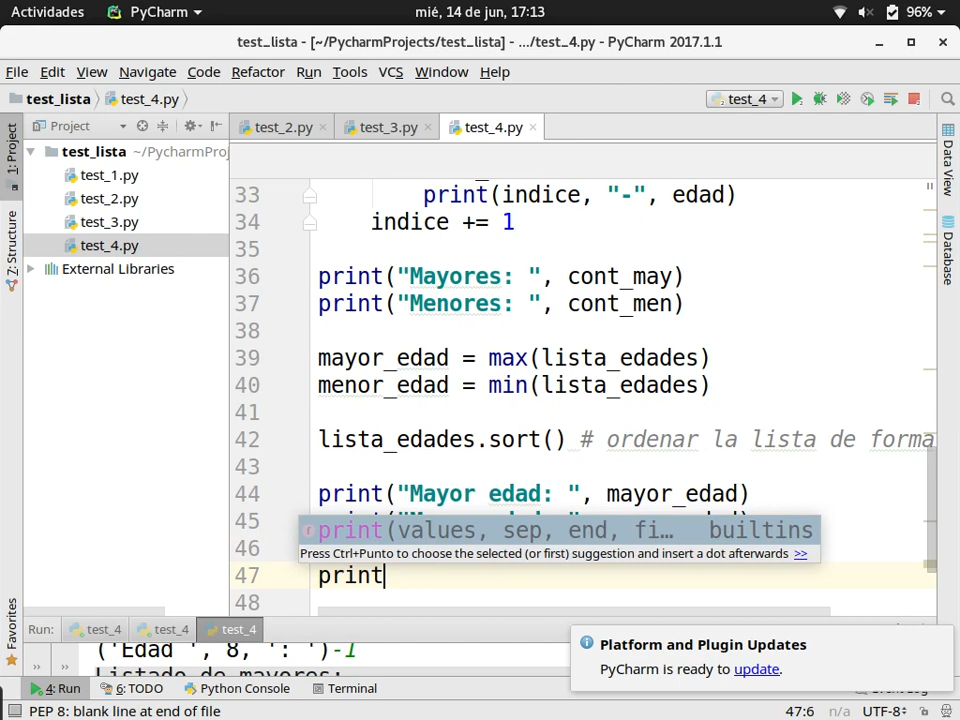 Actividades PyCharm mié, 14 de jun, 17:13 96%
test_lista - [~/PycharmProjects/test_lista] - .../test_4.py - PyCharm 2017.1.1
File Edit View Navigate Code Refactor Run Tools VCS Window Help
test_lista test_4.py test_4
Project test_2.py test_3.py test_4.py
1: Project
7: Structure
Favorites
Data View
Database
test_lista ~/PycharmProj
test_1.py
test_2.py
test_3.py
test_4.py
External Libraries
33 print(indice, "-", edad)
34 indice += 1
35
36 print("Mayores: ", cont_may)
37 print("Menores: ", cont_men)
38
39 mayor_edad = max(lista_edades)
40 menor_edad = min(lista_edades)
41
42 lista_edades.sort() # ordenar la lista de forma
43
44 print("Mayor edad: ", mayor_edad)
45
print(values, sep, end, fi... builtins
46
Press Ctrl+Punto to choose the selected (or first) suggestion and insert a dot afterwards >>
47 print
48
Run: test_4 test_4 test_4
('Edad ', 8, ': ')-1
Listado de mayores:
Platform and Plugin Updates
PyCharm is ready to update.
4: Run 6: TODO Python Console Terminal
PEP 8: blank line at end of file 47:6 n/a UTF-8